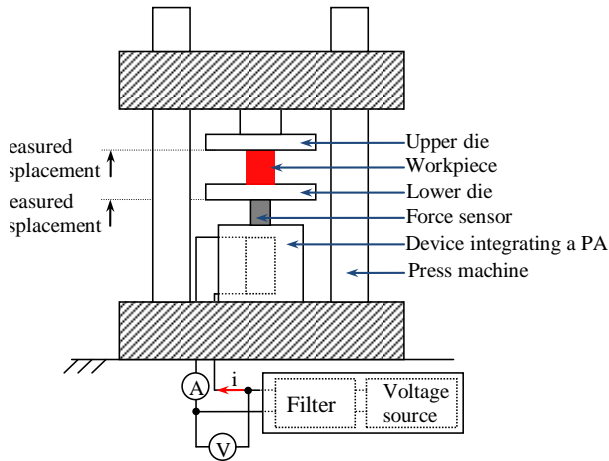 easured
splacement
easured
splacement
Upper die
Workpiece
Lower die
Force sensor
Device integrating a PA
Press machine
A
i
V
Filter
Voltage
source